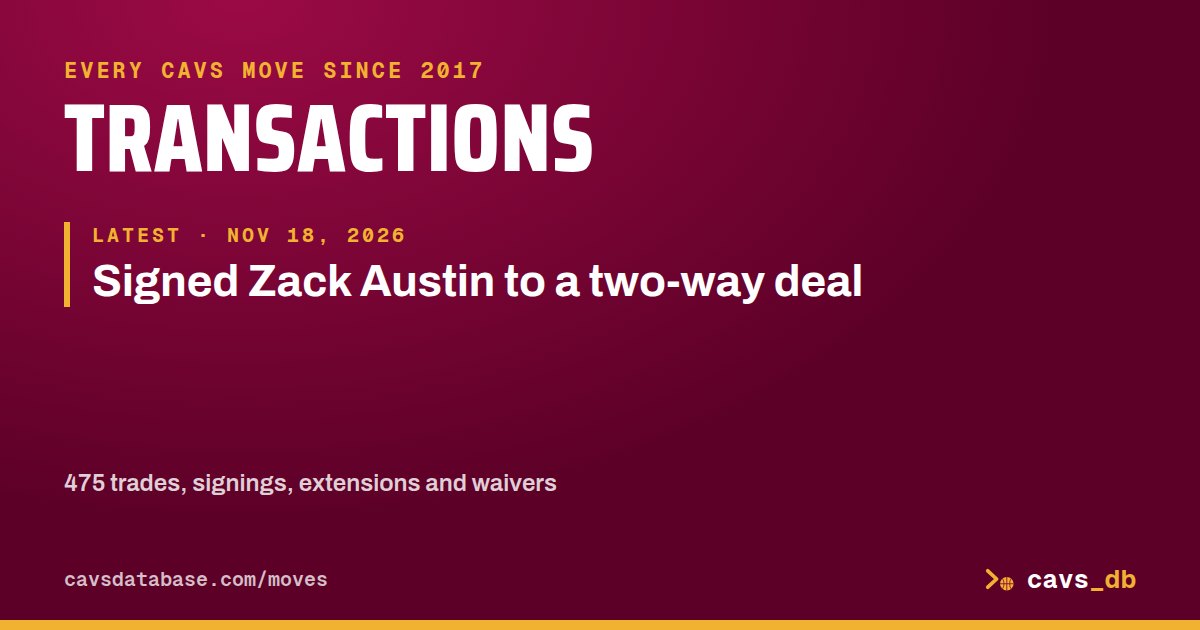 EVERY CAVS MOVE SINCE 2017
TRANSACTIONS
LATEST · NOV 18, 2026
Signed Zack Austin to a two-way deal
475 trades, signings, extensions and waivers
cavsdatabase.com/moves
cavs_db